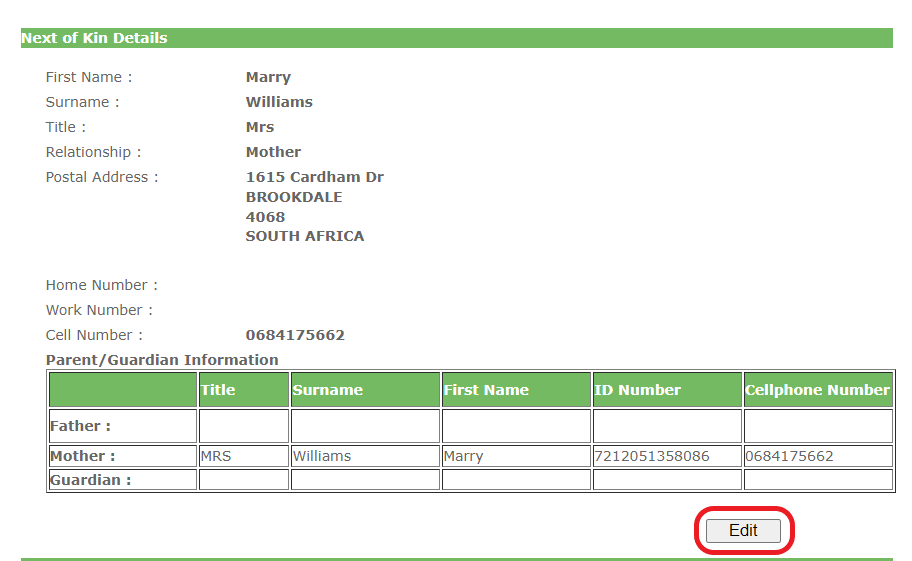 Next of Kin Details
First Name : Marry
Surname : Williams
Title : Mrs
Relationship : Mother
Postal Address : 1615 Cardham Dr
BROOKDALE
4068
SOUTH AFRICA
Home Number :
Work Number :
Cell Number : 0684175662
Parent/Guardian Information
Title Surname First Name ID Number Cellphone Number
Father :
Mother : MRS Williams Marry 7212051358086 0684175662
Guardian :
Edit